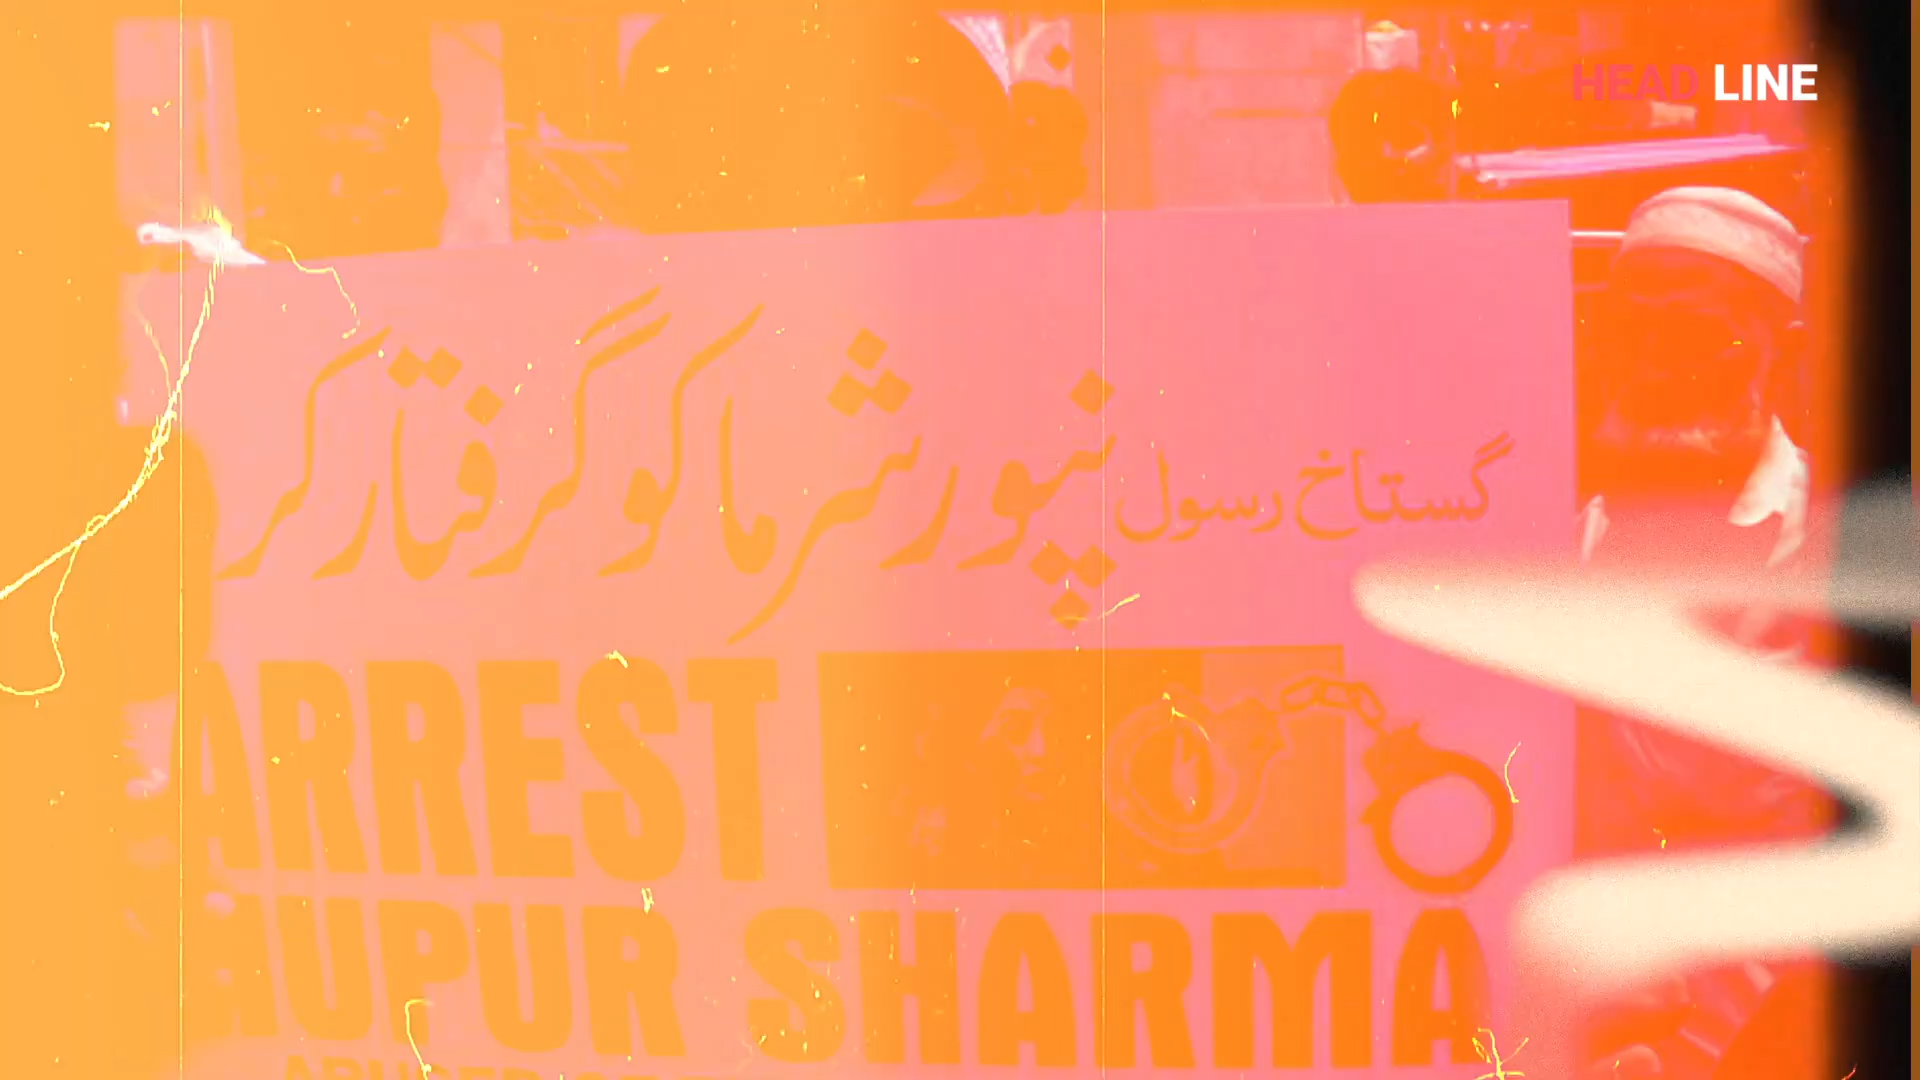 HEAD LINE
گستاخ رسول نپور شرما کو گرفتار کر
ARREST
NUPUR SHARMA